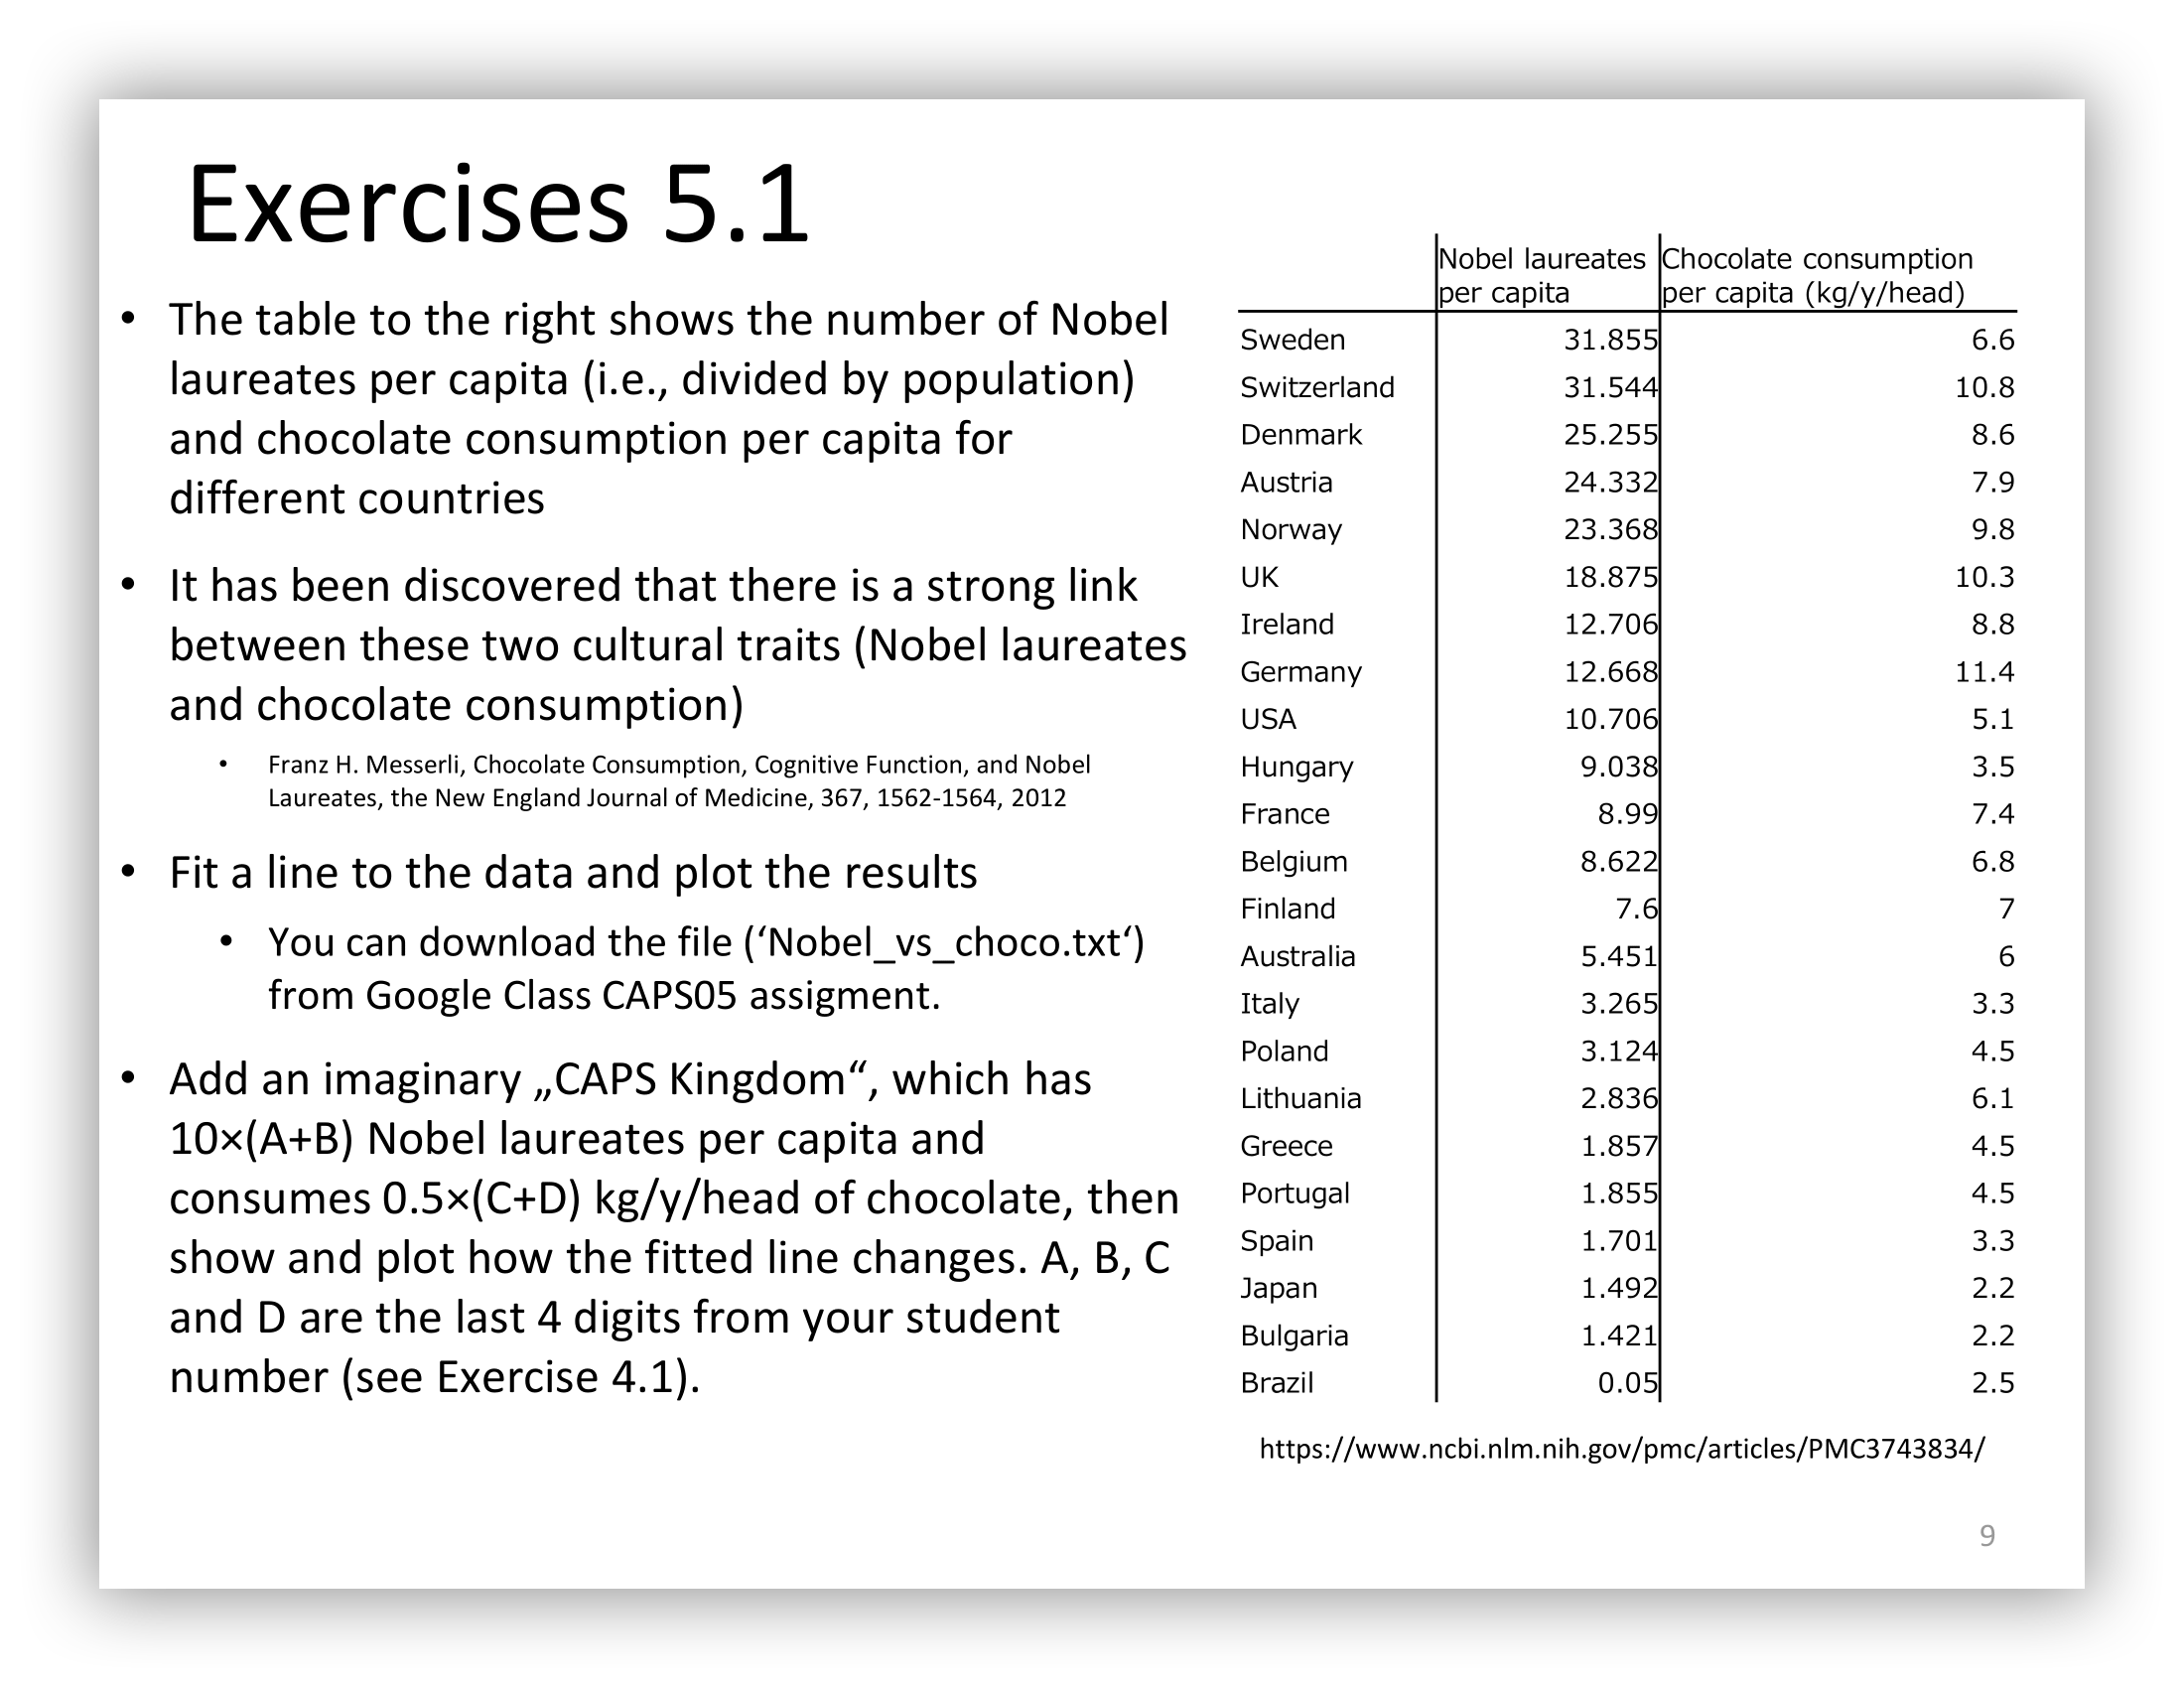 Exercises 5.1
• The table to the right shows the number of Nobel
laureates per capita (i.e., divided by population)
and chocolate consumption per capita for
different countries
• It has been discovered that there is a strong link
between these two cultural traits (Nobel laureates
and chocolate consumption)
• Franz H. Messerli, Chocolate Consumption, Cognitive Function, and Nobel
Laureates, the New England Journal of Medicine, 367, 1562-1564, 2012
• Fit a line to the data and plot the results
• You can download the file (‘Nobel_vs_choco.txt‘)
from Google Class CAPS05 assigment.
• Add an imaginary „CAPS Kingdom“, which has
10×(A+B) Nobel laureates per capita and
consumes 0.5×(C+D) kg/y/head of chocolate, then
show and plot how the fitted line changes. A, B, C
and D are the last 4 digits from your student
number (see Exercise 4.1).
Nobel laureates Chocolate consumption
per capita per capita (kg/y/head)
Sweden 31.855 6.6
Switzerland 31.544 10.8
Denmark 25.255 8.6
Austria 24.332 7.9
Norway 23.368 9.8
UK 18.875 10.3
Ireland 12.706 8.8
Germany 12.668 11.4
USA 10.706 5.1
Hungary 9.038 3.5
France 8.99 7.4
Belgium 8.622 6.8
Finland 7.6 7
Australia 5.451 6
Italy 3.265 3.3
Poland 3.124 4.5
Lithuania 2.836 6.1
Greece 1.857 4.5
Portugal 1.855 4.5
Spain 1.701 3.3
Japan 1.492 2.2
Bulgaria 1.421 2.2
Brazil 0.05 2.5
https://www.ncbi.nlm.nih.gov/pmc/articles/PMC3743834/
9